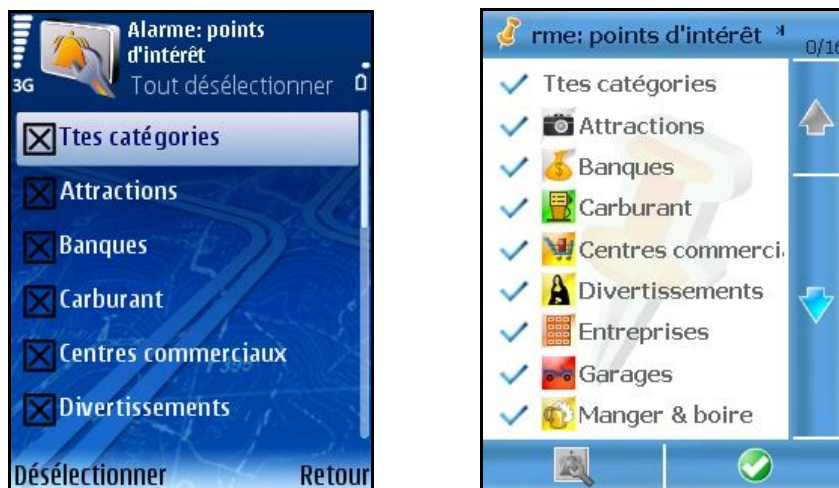 Alarme: points
d'intérêt
3G
Tout désélectionner
Ttes catégories
Attractions
Banques
Carburant
Centres commerciaux
Divertissements
Désélectionner Retour
rme: points d'intérêt
0/16
Ttes catégories
Attractions
Banques
Carburant
Centres commerci
Divertissements
Entreprises
Garages
Manger & boire